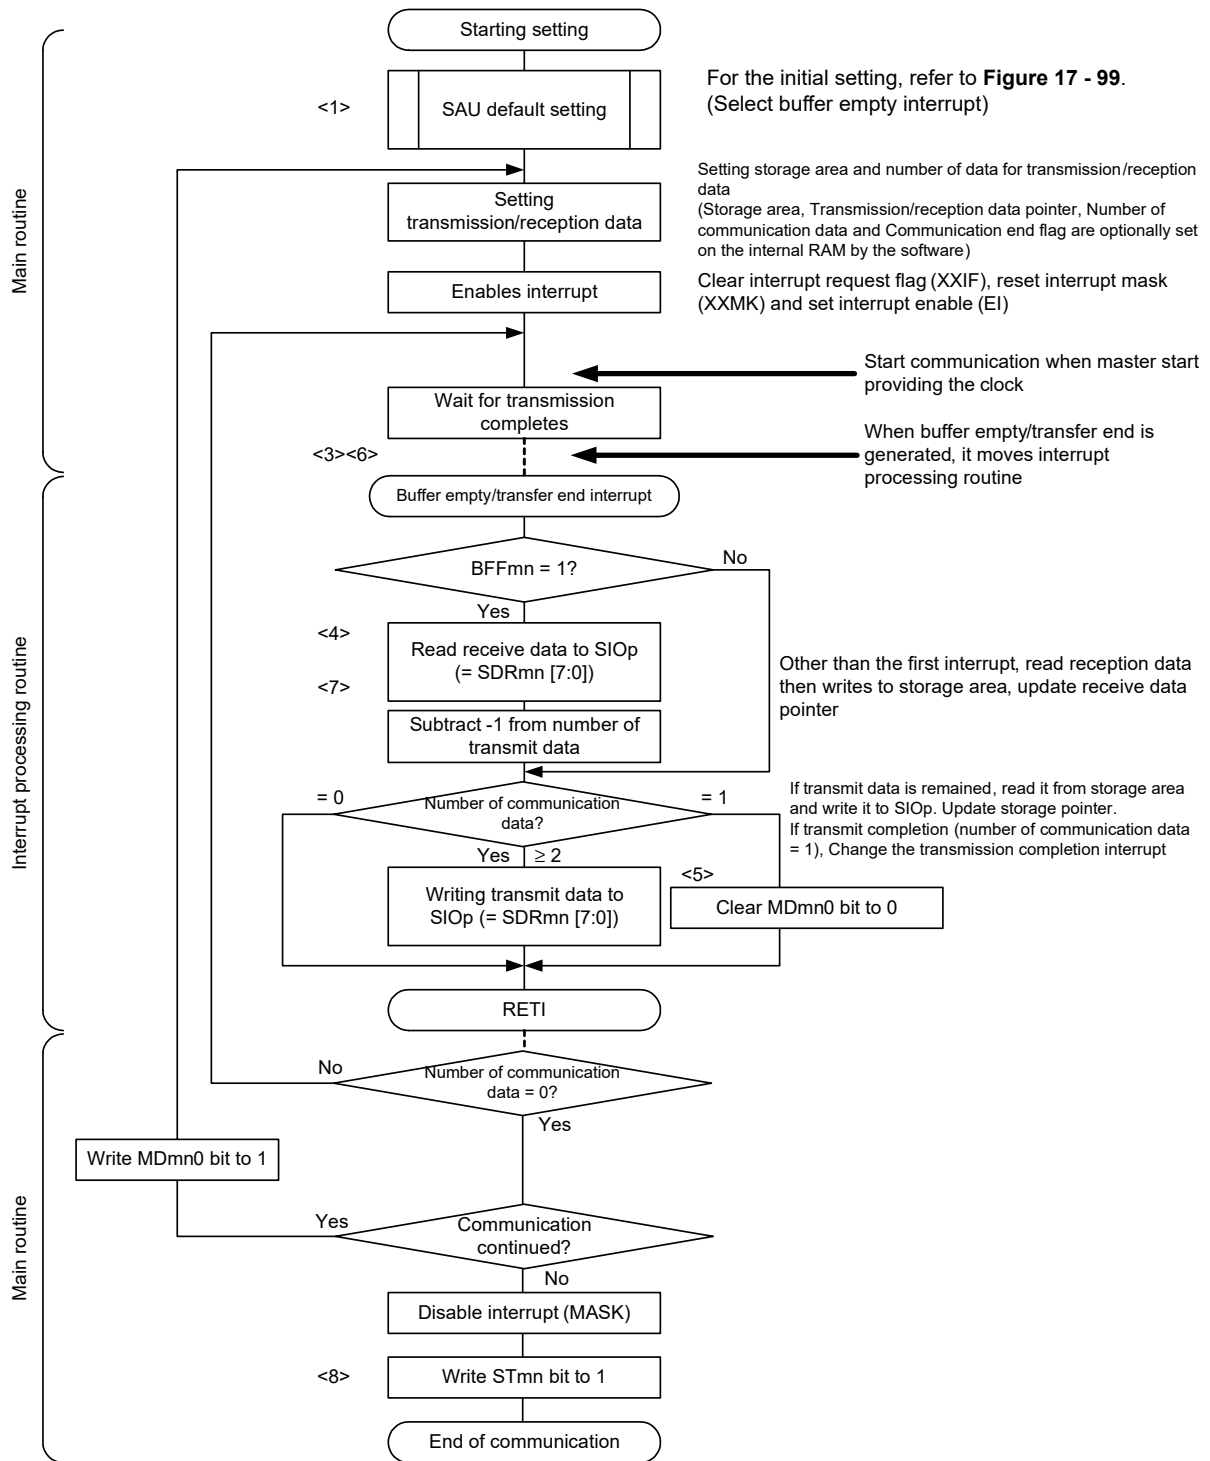 Starting setting
<1>
SAU default setting
For the initial setting, refer to Figure 17 - 99.
(Select buffer empty interrupt)
Main routine
Setting
transmission/reception data
Setting storage area and number of data for transmission/reception
data
(Storage area, Transmission/reception data pointer, Number of
communication data and Communication end flag are optionally set
on the internal RAM by the software)
Enables interrupt
Clear interrupt request flag (XXIF), reset interrupt mask
(XXMK) and set interrupt enable (EI)
Start communication when master start
providing the clock
Wait for transmission
completes
<3><6>
When buffer empty/transfer end is
generated, it moves interrupt
processing routine
Buffer empty/transfer end interrupt
BFFmn = 1?
No
Yes
Interrupt processing routine
<4>
<7>
Read receive data to SIOp
(= SDRmn [7:0])
Other than the first interrupt, read reception data
then writes to storage area, update receive data
pointer
Subtract -1 from number of
transmit data
= 0
Number of communication
data?
= 1
If transmit data is remained, read it from storage area
and write it to SIOp. Update storage pointer.
If transmit completion (number of communication data
= 1), Change the transmission completion interrupt
Yes ≥ 2
<5>
Writing transmit data to
SIOp (= SDRmn [7:0])
Clear MDmn0 bit to 0
RETI
No
Number of communication
data = 0?
Yes
Write MDmn0 bit to 1
Main routine
Yes
Communication
continued?
No
Disable interrupt (MASK)
<8>
Write STmn bit to 1
End of communication